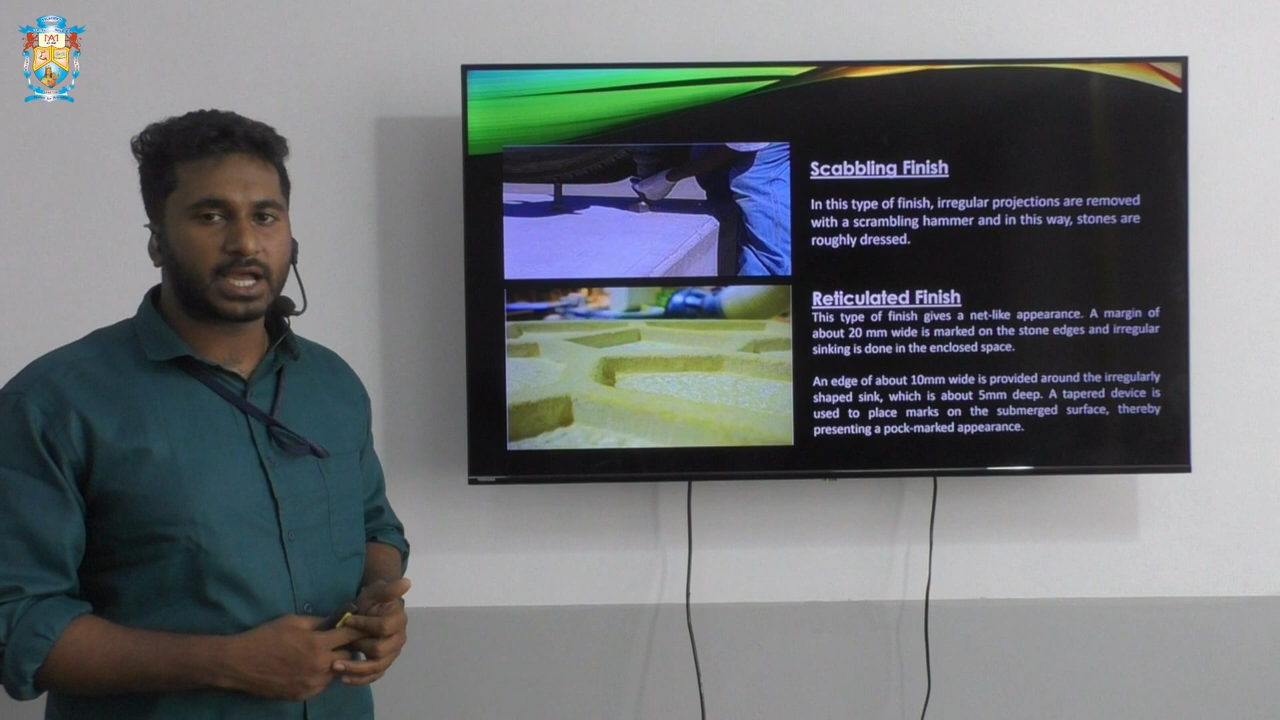 Scabbling Finish
In this type of finish, irregular projections are removed
with a scrambling hammer and in this way, stones are
roughly dressed.
Reticulated Finish
This type of finish gives a net-like appearance. A margin of
about 20 mm wide is marked on the stone edges and irregular
sinking is done in the enclosed space.
An edge of about 10mm wide is provided around the irregularly
shaped sink, which is about 5mm deep. A tapered device is
used to place marks on the submerged surface, thereby
presenting a pock-marked appearance.